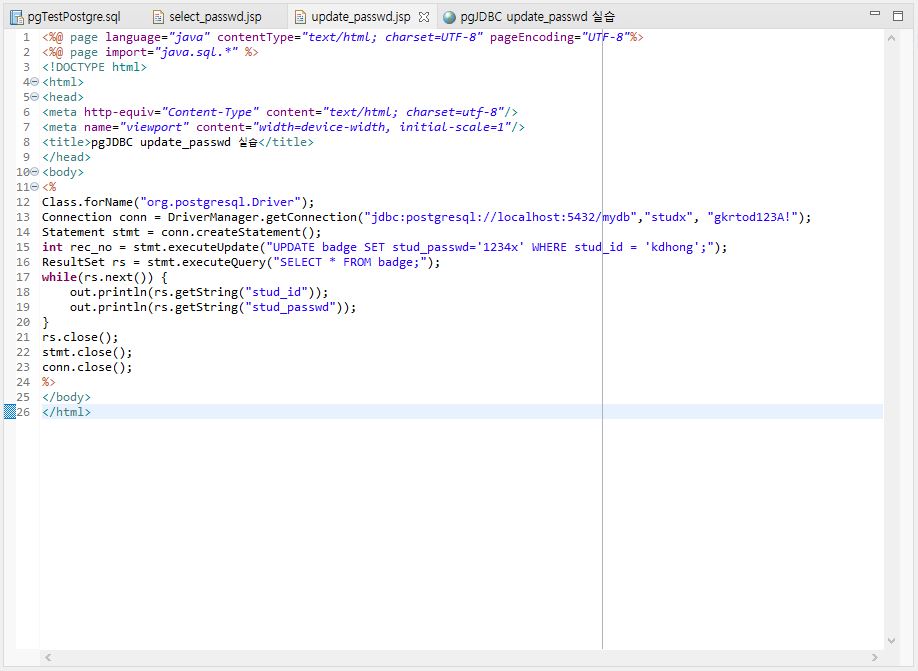 pgTestPostgre.sql select_passwd.jsp update_passwd.jsp pgJDBC update_passwd 실습
1 <%@ page language="java" contentType="text/html; charset=UTF-8" pageEncoding="UTF-8"%>
2 <%@ page import="java.sql.*" %>
3 <!DOCTYPE html>
4 <html>
5 <head>
6 <meta http-equiv="Content-Type" content="text/html; charset=utf-8"/>
7 <meta name="viewport" content="width=device-width, initial-scale=1"/>
8 <title>pgJDBC update_passwd 실습</title>
9 </head>
10 <body>
11 <%
12 Class.forName("org.postgresql.Driver");
13 Connection conn = DriverManager.getConnection("jdbc:postgresql://localhost:5432/mydb","studx", "gkrtod123A!");
14 Statement stmt = conn.createStatement();
15 int rec_no = stmt.executeUpdate("UPDATE badge SET stud_passwd='1234x' WHERE stud_id = 'kdhong';");
16 ResultSet rs = stmt.executeQuery("SELECT * FROM badge;");
17 while(rs.next()) {
18     out.println(rs.getString("stud_id"));
19     out.println(rs.getString("stud_passwd"));
20 }
21 rs.close();
22 stmt.close();
23 conn.close();
24 %>
25 </body>
26 </html>